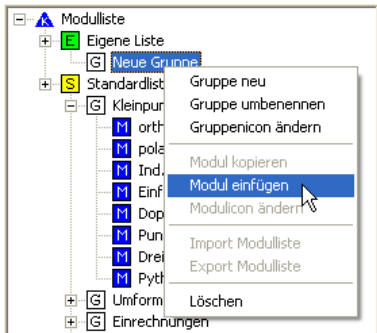 Modulliste
E Eigene Liste
G Neue Gruppe
S Standardlist
G Kleinpun
M orth
M pola
M Ind.
M Einf
M Dop
M Pun
M Drei
M Pyth
G Umform
G Einrechnungen
Gruppe neu
Gruppe umbenennen
Gruppenicon ändern
Modul kopieren
Modul einfügen
Modulicon ändern
Import Modulliste
Export Modulliste
Löschen